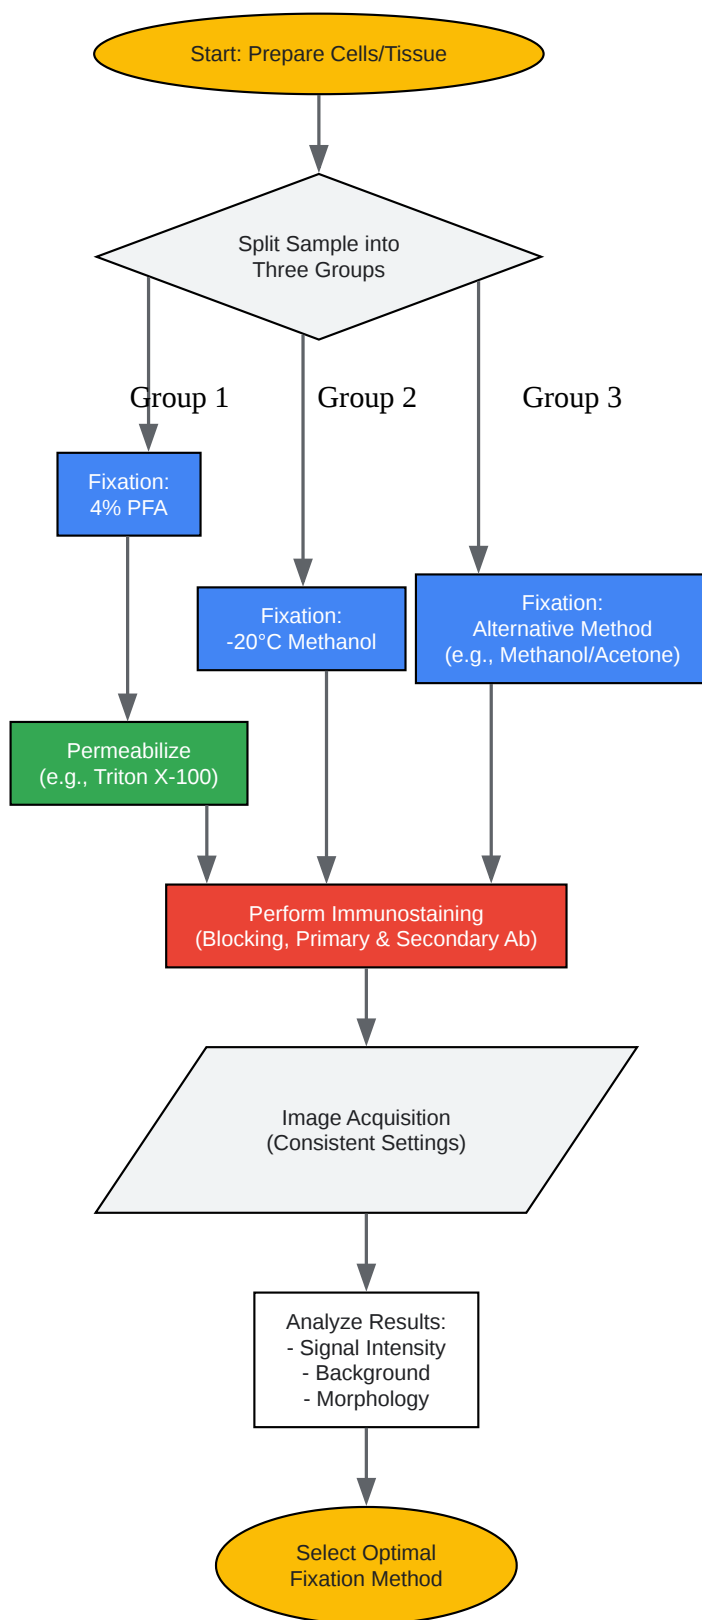 Start: Prepare Cells/Tissue
Split Sample into
Three Groups
Group 1
Group 2
Group 3
Fixation:
4% PFA
Fixation:
-20°C Methanol
Fixation:
Alternative Method
(e.g., Methanol/Acetone)
Permeabilize
(e.g., Triton X-100)
Perform Immunostaining
(Blocking, Primary & Secondary Ab)
Image Acquisition
(Consistent Settings)
Analyze Results:
- Signal Intensity
- Background
- Morphology
Select Optimal
Fixation Method